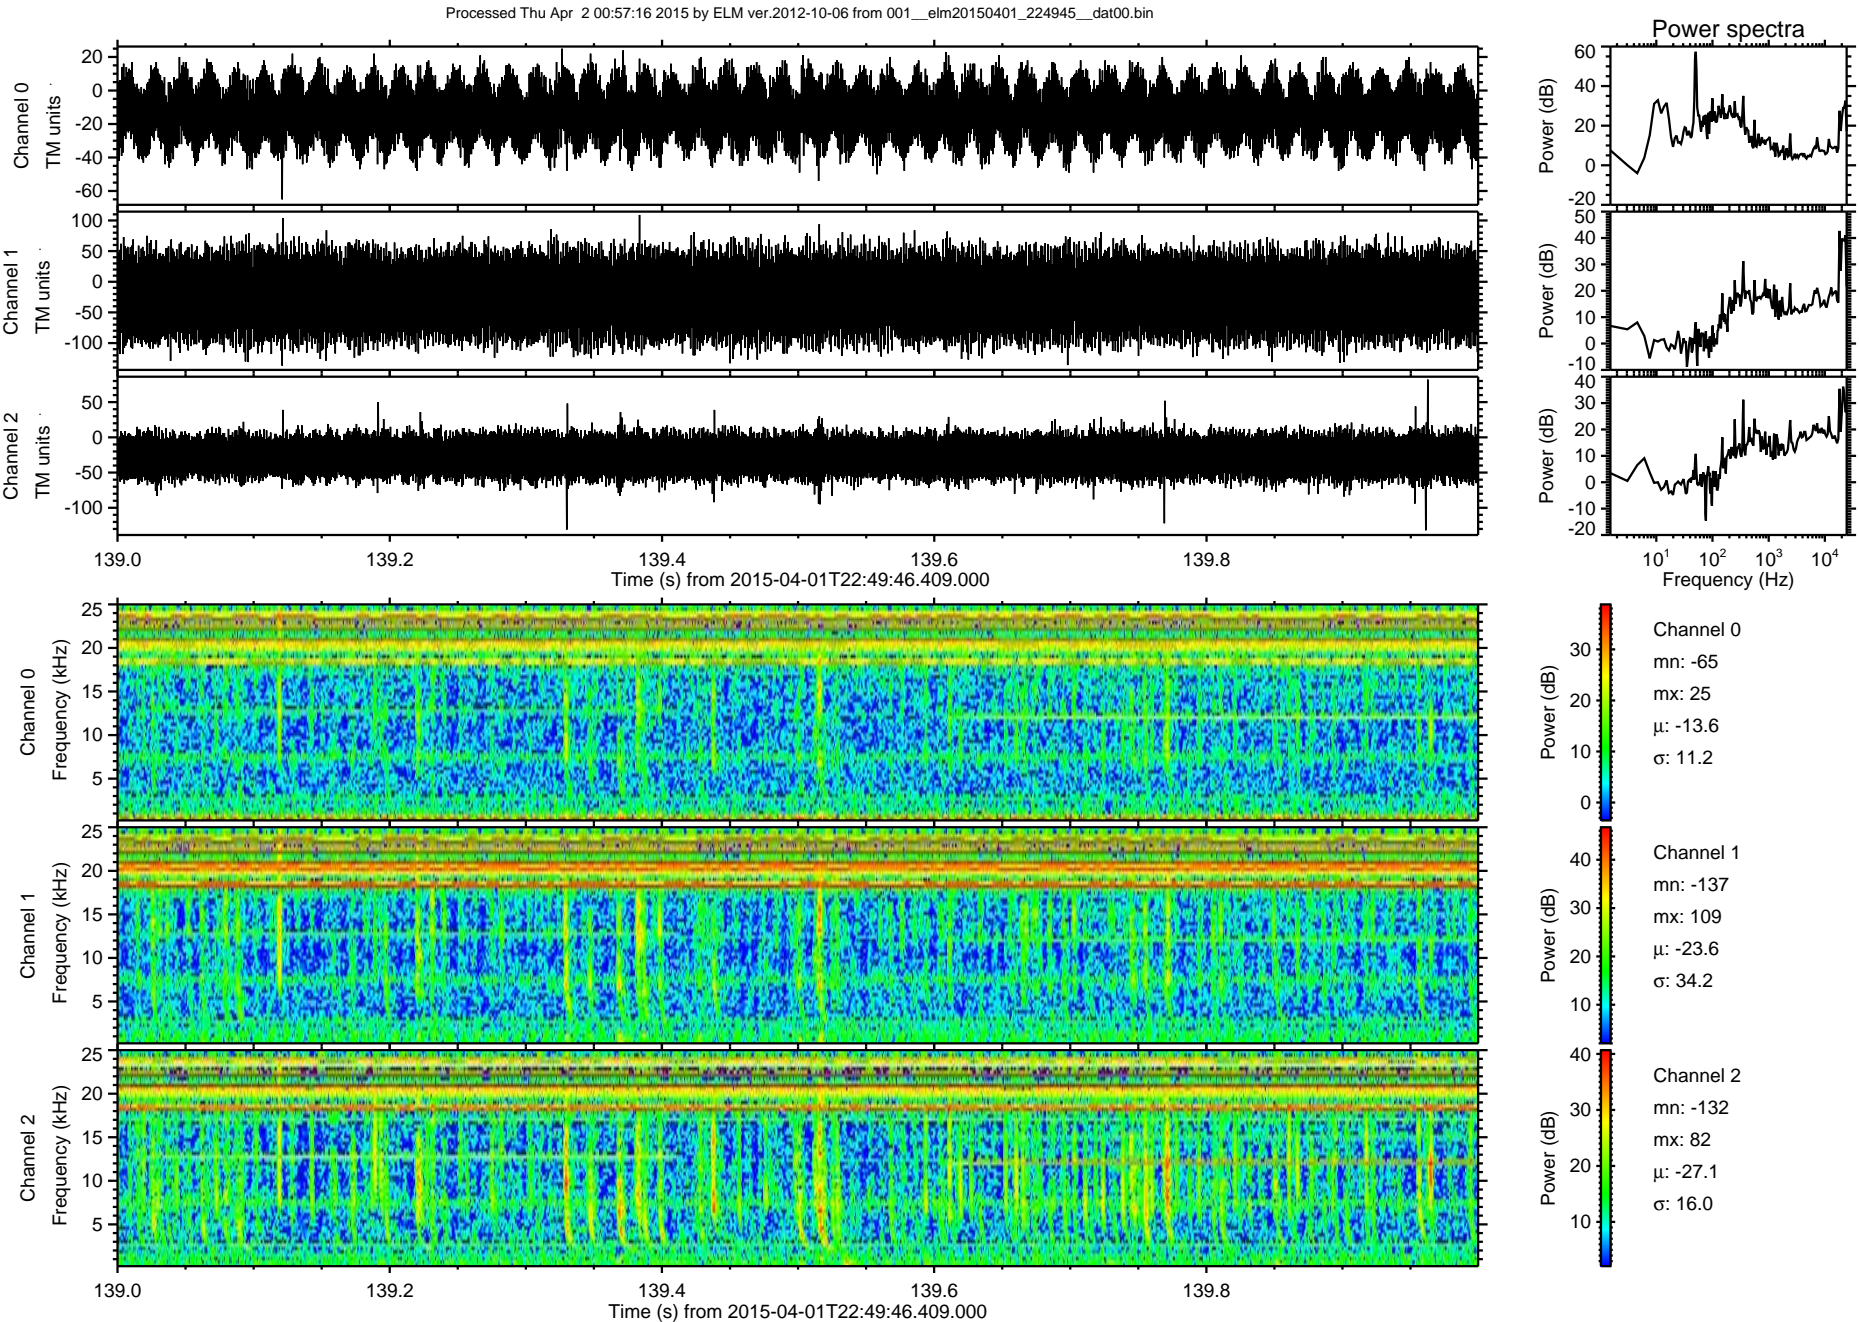 Processed Thu Apr  2 00:57:16 2015 by ELM ver.2012-10-06 from 001__elm20150401_224945__dat00.bin
Power spectra
Channel 0
TM units
20
0
-20
-40
-60
Power (dB)
60
40
20
0
-20
Channel 1
TM units
100
50
0
-50
-100
Power (dB)
50
40
30
20
10
0
-10
Channel 2
TM units
50
0
-50
-100
Power (dB)
40
30
20
10
0
-10
-20
139.0 139.2 139.4 139.6 139.8
Time (s) from 2015-04-01T22:49:46.409.000
10^1 10^2 10^3 10^4
Frequency (Hz)
Channel 0
Frequency (kHz)
25
20
15
10
5
Power (dB)
30
20
10
0
Channel 0
mn: -65
mx: 25
μ: -13.6
σ: 11.2
Channel 1
Frequency (kHz)
25
20
15
10
5
Power (dB)
40
30
20
10
Channel 1
mn: -137
mx: 109
μ: -23.6
σ: 34.2
Channel 2
Frequency (kHz)
25
20
15
10
5
Power (dB)
40
30
20
10
Channel 2
mn: -132
mx: 82
μ: -27.1
σ: 16.0
139.0 139.2 139.4 139.6 139.8
Time (s) from 2015-04-01T22:49:46.409.000